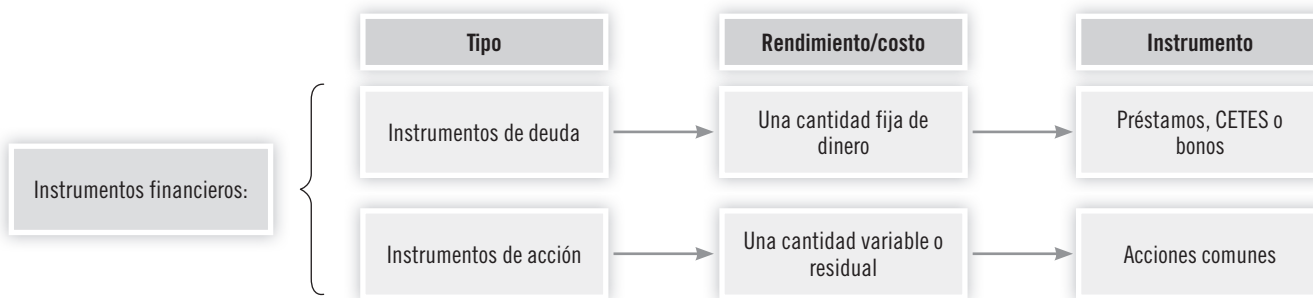 Tipo
Rendimiento/costo
Instrumento
Instrumentos financieros:
Instrumentos de deuda
Una cantidad fija de
dinero
Préstamos, CETES o
bonos
Instrumentos de acción
Una cantidad variable o
residual
Acciones comunes